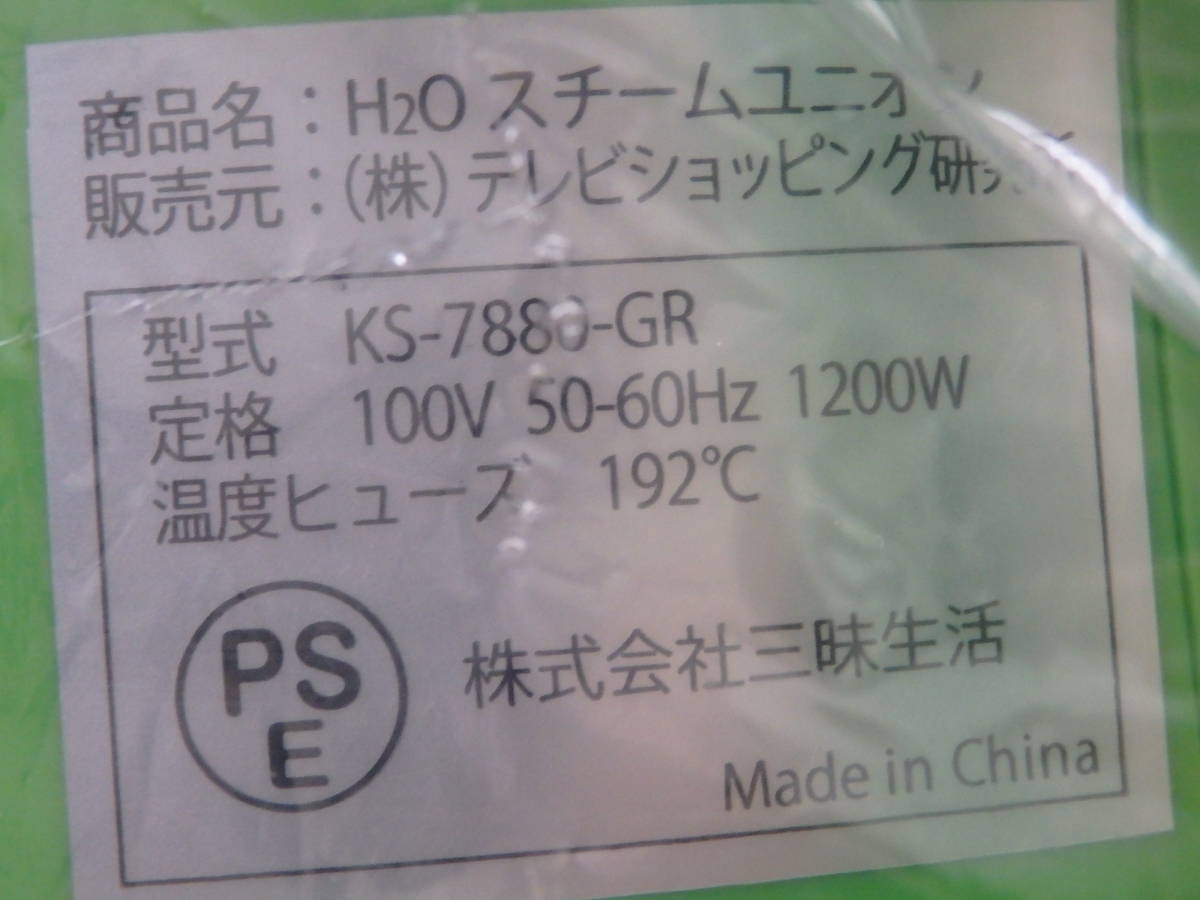 商品名：H2O スチームユニオン
販売元：(株) テレビショッピング研究
型式 KS-7880-GR
定格 100V 50-60Hz 1200W
温度ヒューズ 192℃
PS
E
株式会社三昧生活
Made in China